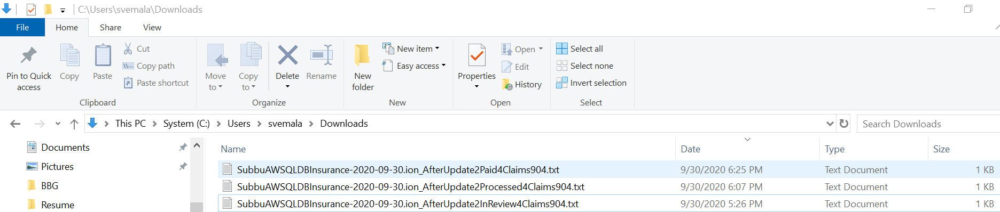 C:\Users\svemala\Downloads
File Home Share View
Pin to Quick access
Copy
Paste
Cut
Copy path
Paste shortcut
Clipboard
Move to
Copy to
Delete
Rename
Organize
New folder
New item
Easy access
New
Properties
Open
Edit
History
Open
Select all
Select none
Invert selection
Select
This PC > System (C:) > Users > svemala > Downloads
Search Downloads
Documents
Pictures
BBG
Resume
Name Date Type Size
SubbuAWSQLDBInsurance-2020-09-30.ion_AfterUpdate2Paid4Claims904.txt 9/30/2020 6:25 PM Text Document 1 KB
SubbuAWSQLDBInsurance-2020-09-30.ion_AfterUpdate2Processed4Claims904.txt 9/30/2020 6:07 PM Text Document 1 KB
SubbuAWSQLDBInsurance-2020-09-30.ion_AfterUpdate2InReview4Claims904.txt 9/30/2020 5:26 PM Text Document 1 KB